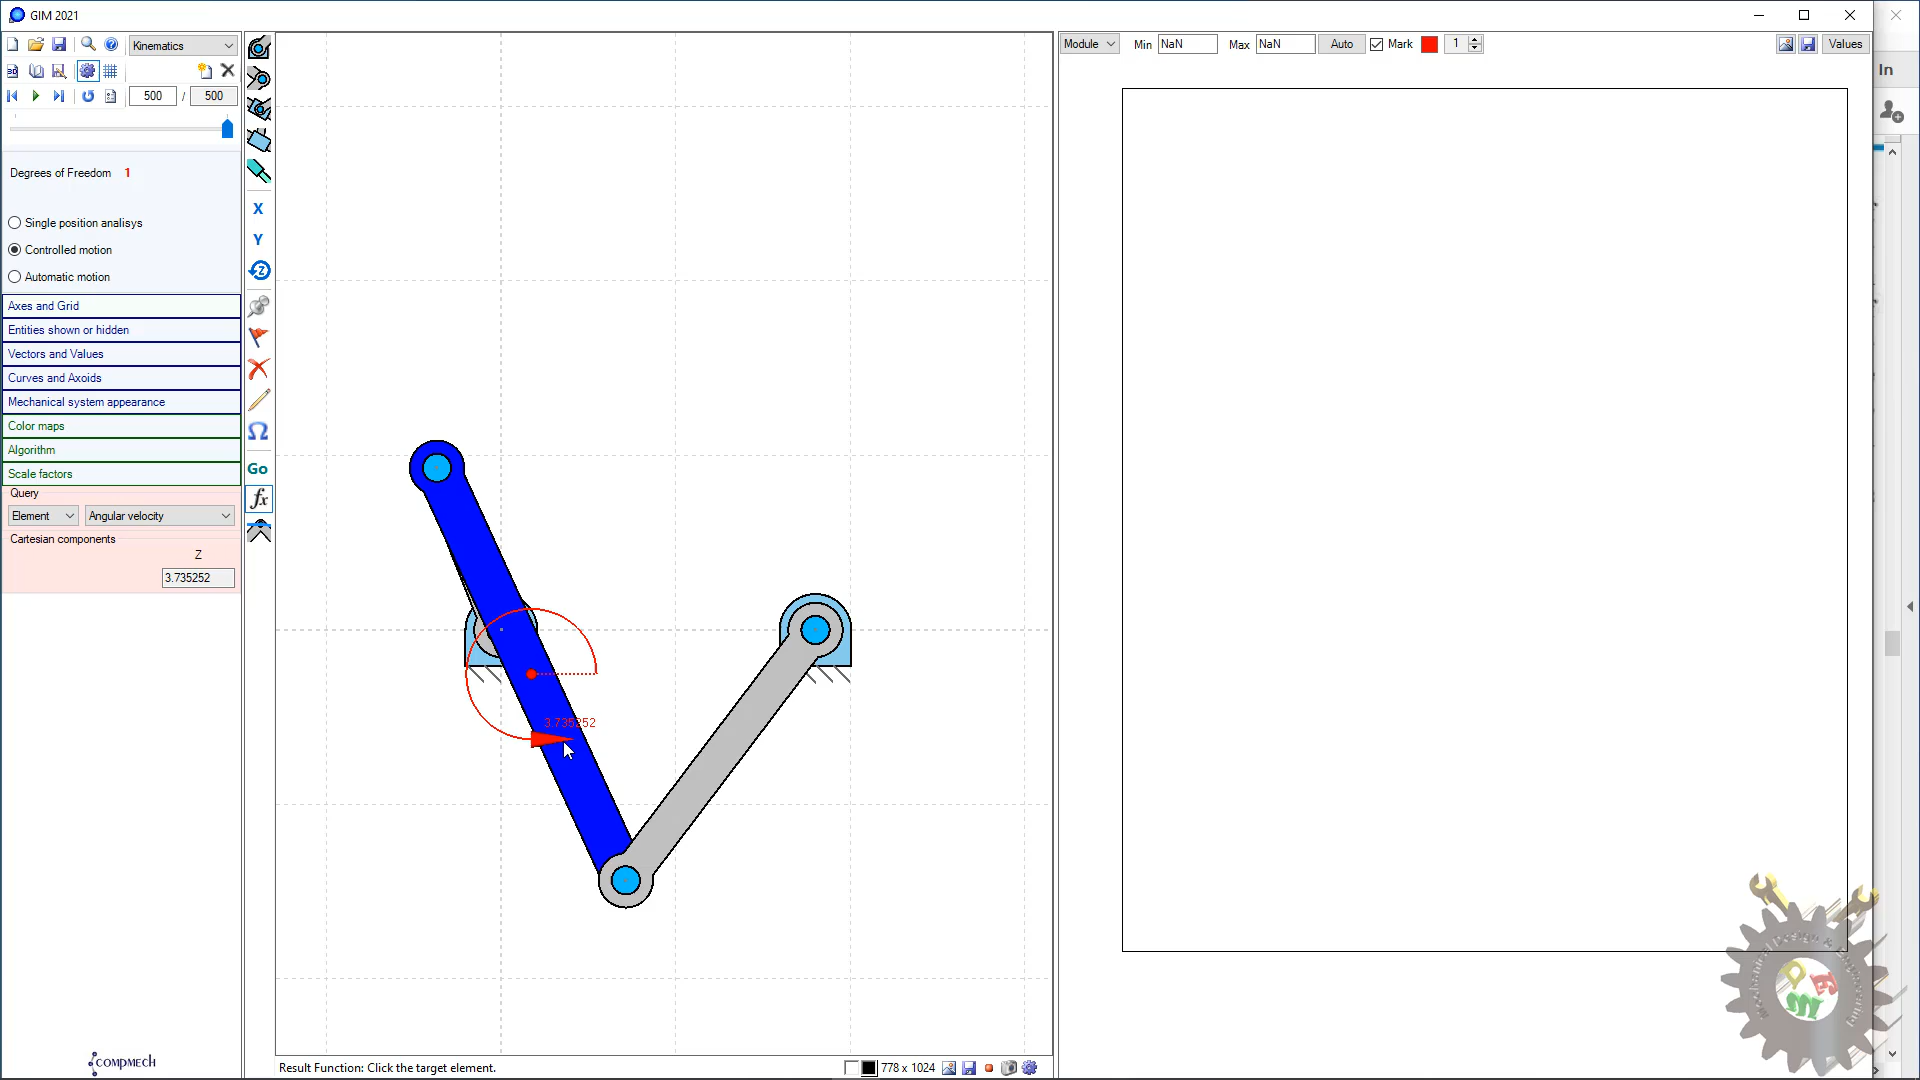 GIM 2021
Kinematics
Module
Min
NaN
Max
NaN
Auto
Mark
1
Values
In
500 / 500
Degrees of Freedom 1
X
Single position analisys
Y
Controlled motion
Automatic motion
Axes and Grid
Entities shown or hidden
Vectors and Values
Curves and Axoids
Mechanical system appearance
Color maps
Algorithm
Scale factors
Go
Query
fx
Element
Angular velocity
Cartesian components
Z
3.735252
3.735252
COMPMECH
Result Function: Click the target element.
778 x 1024